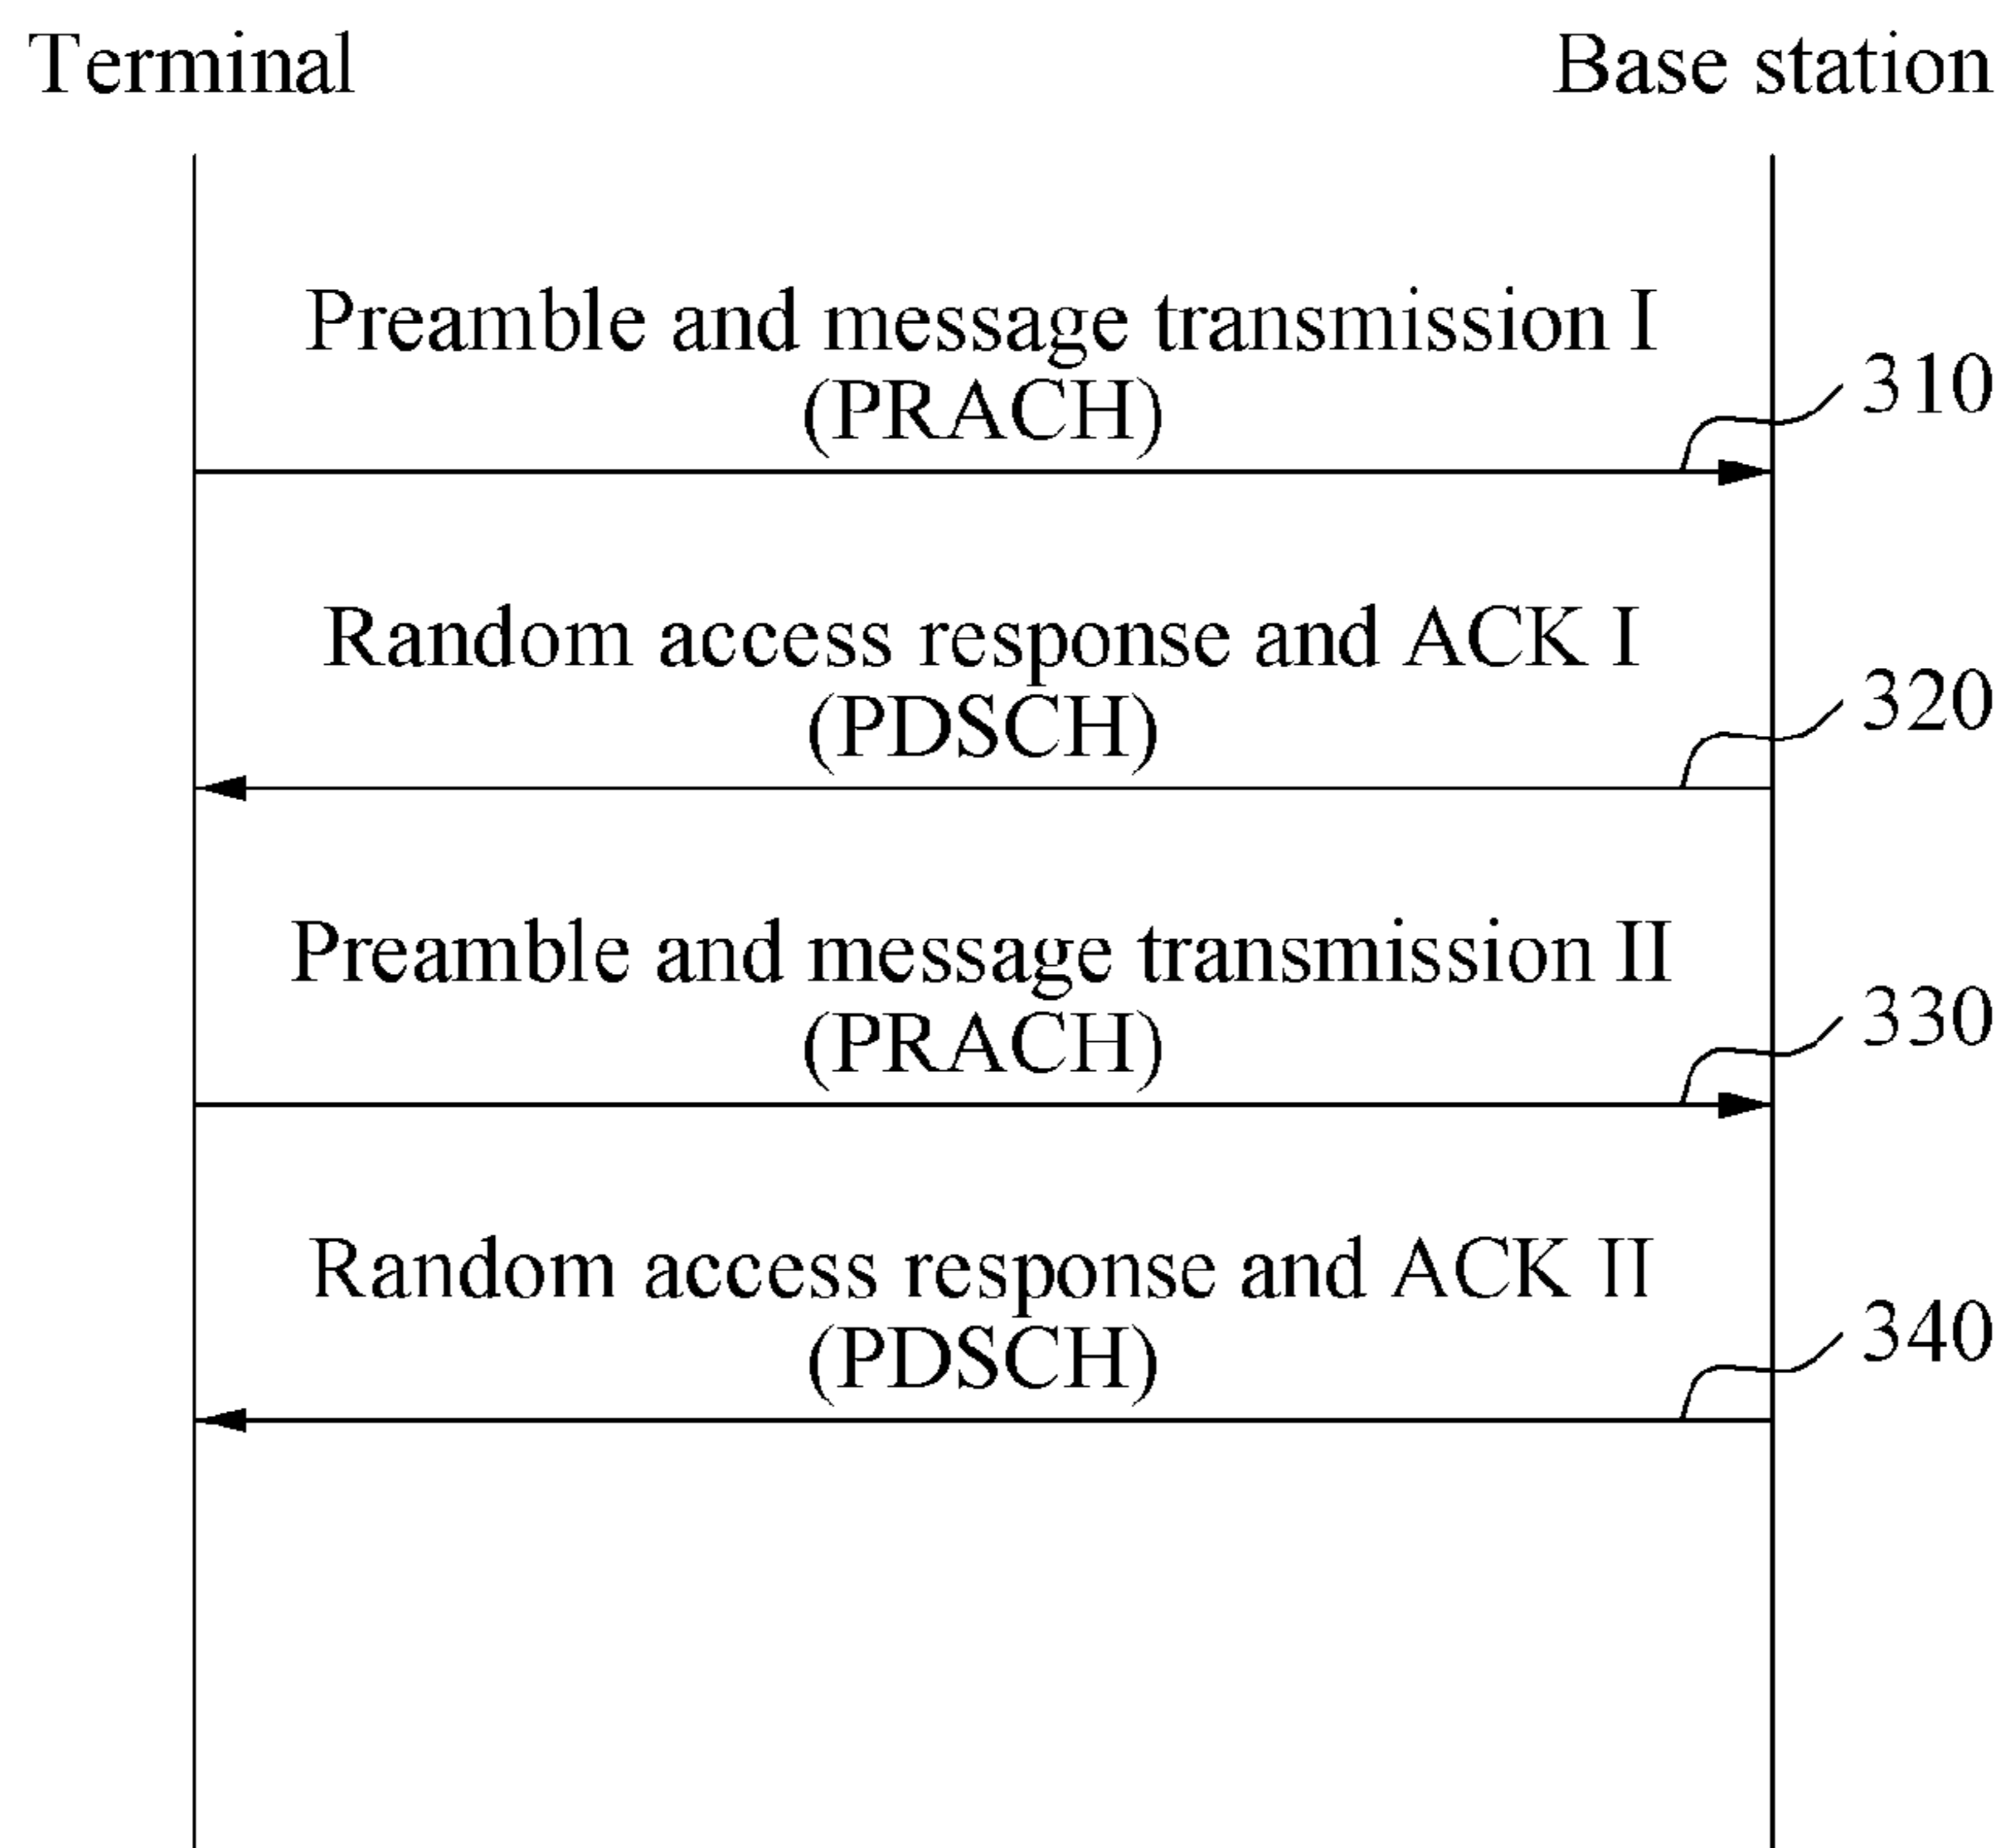 Terminal
Base station
Preamble and message transmission I
(PRACH)
310
Random access response and ACK I
(PDSCH)
320
Preamble and message transmission II
(PRACH)
330
Random access response and ACK II
(PDSCH)
340